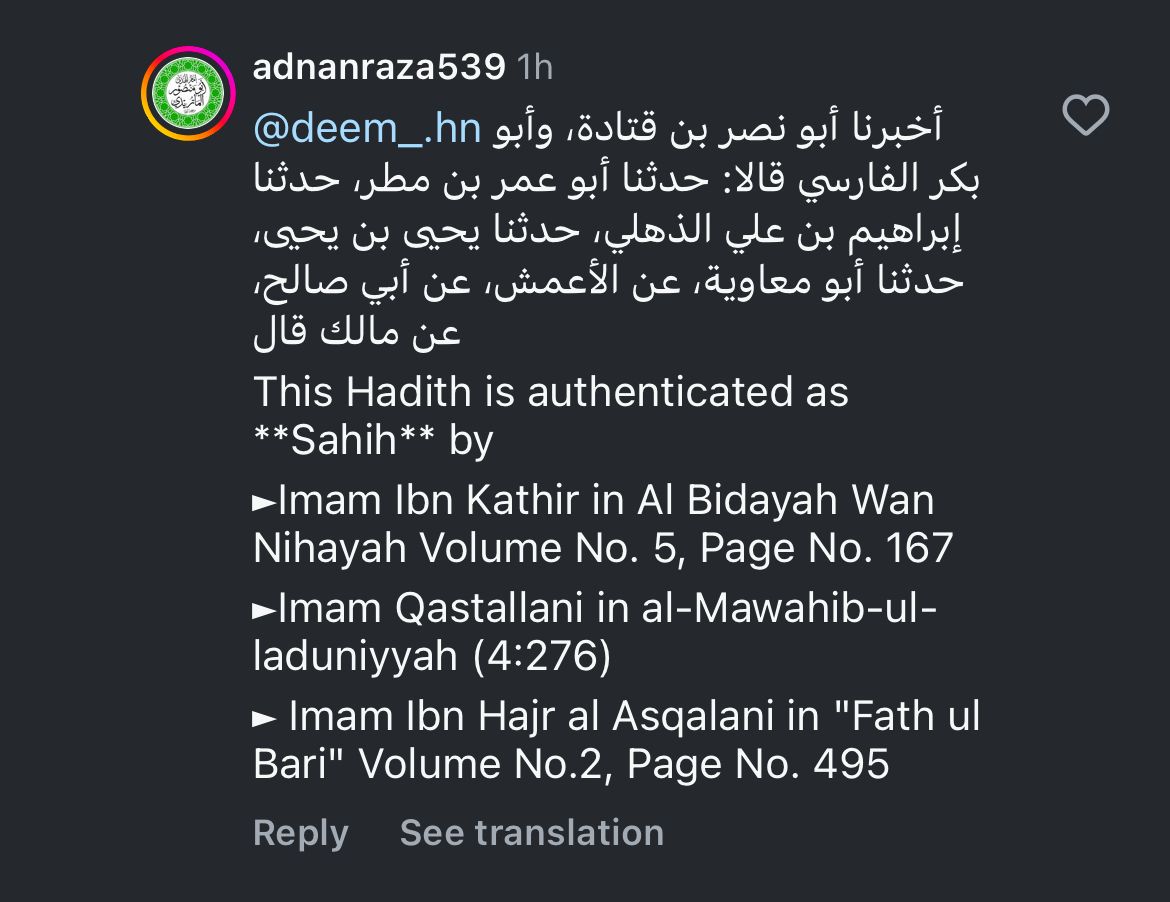 adnanraza539 1h
@deem_.hn أخبرنا أبو نصر بن قتادة، وأبو
بكر الفارسي قالا: حدثنا أبو عمر بن مطر، حدثنا
إبراهيم بن علي الذهلي، حدثنا يحيى بن يحيى،
حدثنا أبو معاوية، عن الأعمش، عن أبي صالح،
عن مالك قال
This Hadith is authenticated as
**Sahih** by
►Imam Ibn Kathir in Al Bidayah Wan
Nihayah Volume No. 5, Page No. 167
►Imam Qastallani in al-Mawahib-ul-
laduniyyah (4:276)
► Imam Ibn Hajr al Asqalani in "Fath ul
Bari" Volume No.2, Page No. 495
Reply See translation